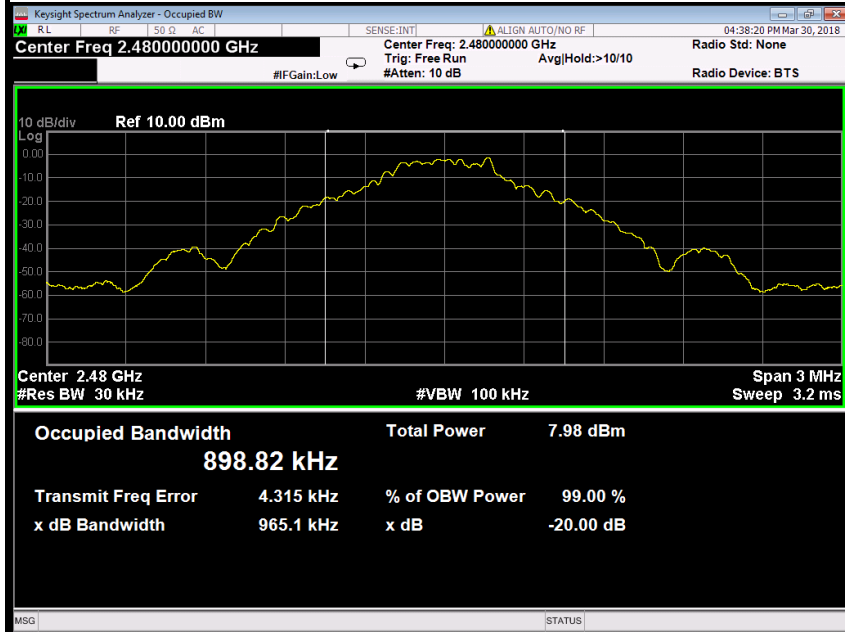 Keysight Spectrum Analyzer - Occupied BW
LXI RL RF 50 Ω AC SENSE:INT ALIGN AUTO/NO RF 04:38:20 PM Mar 30, 2018
Center Freq 2.480000000 GHz Center Freq: 2.480000000 GHz Radio Std: None
Trig: Free Run Avg|Hold:>10/10
#IFGain:Low #Atten: 10 dB Radio Device: BTS
10 dB/div Ref 10.00 dBm
Log
0.00
-10.0
-20.0
-30.0
-40.0
-50.0
-60.0
-70.0
-80.0
Center 2.48 GHz Span 3 MHz
#Res BW 30 kHz #VBW 100 kHz Sweep 3.2 ms
Occupied Bandwidth Total Power 7.98 dBm
898.82 kHz
Transmit Freq Error 4.315 kHz % of OBW Power 99.00 %
x dB Bandwidth 965.1 kHz x dB -20.00 dB
MSG STATUS